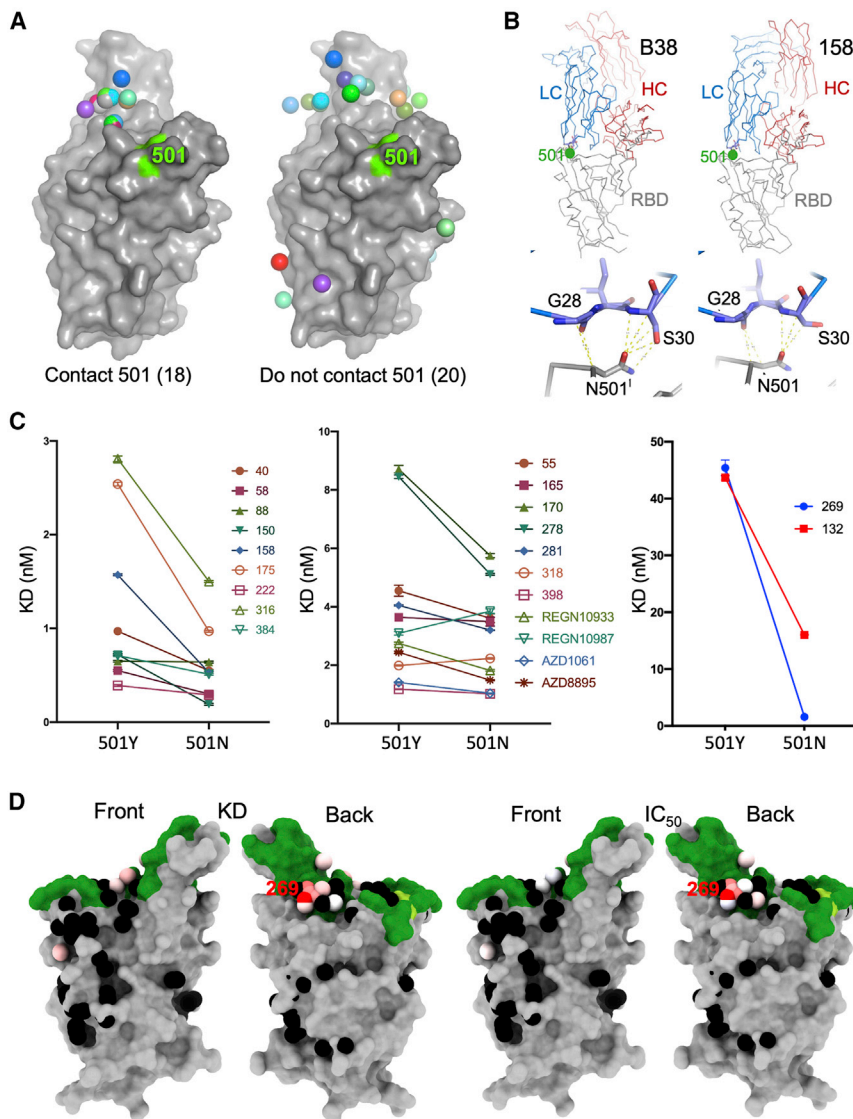 A
501
501
Contact 501 (18)
Do not contact 501 (20)
B
B38
158
LC
HC
LC
HC
501
501
RBD
RBD
G28
S30
N501
G28
S30
N501
C
KD (nM)
3
2
1
0
501Y
501N
40
58
88
150
158
175
222
316
384
KD (nM)
10
8
6
4
2
0
501Y
501N
55
165
170
278
281
318
398
REGN10933
REGN10987
AZD1061
AZD8895
KD (nM)
50
40
30
20
10
0
501Y
501N
269
132
D
Front
KD
Back
Front
IC50
Back
269
269